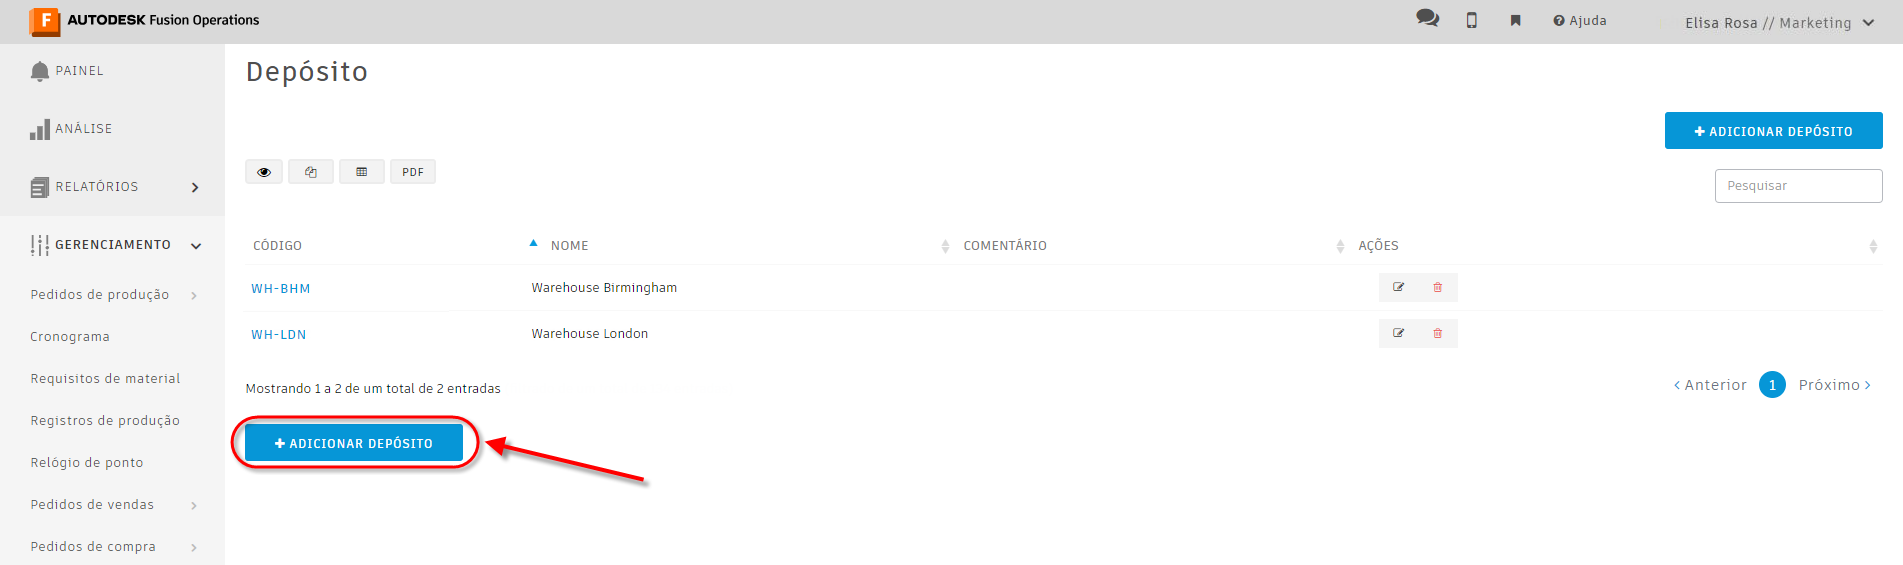 AUTODESK Fusion Operations
Ajuda
Elisa Rosa // Marketing
PAINEL
ANÁLISE
RELATÓRIOS
GERENCIAMENTO
Pedidos de produção
Cronograma
Requisitos de material
Registros de produção
Relógio de ponto
Pedidos de vendas
Pedidos de compra
Depósito
+ ADICIONAR DEPÓSITO
PDF
Pesquisar
CÓDIGO NOME COMENTÁRIO AÇÕES
WH-BHM Warehouse Birmingham
WH-LDN Warehouse London
Mostrando 1 a 2 de um total de 2 entradas
‹ Anterior 1 Próximo ›
+ ADICIONAR DEPÓSITO